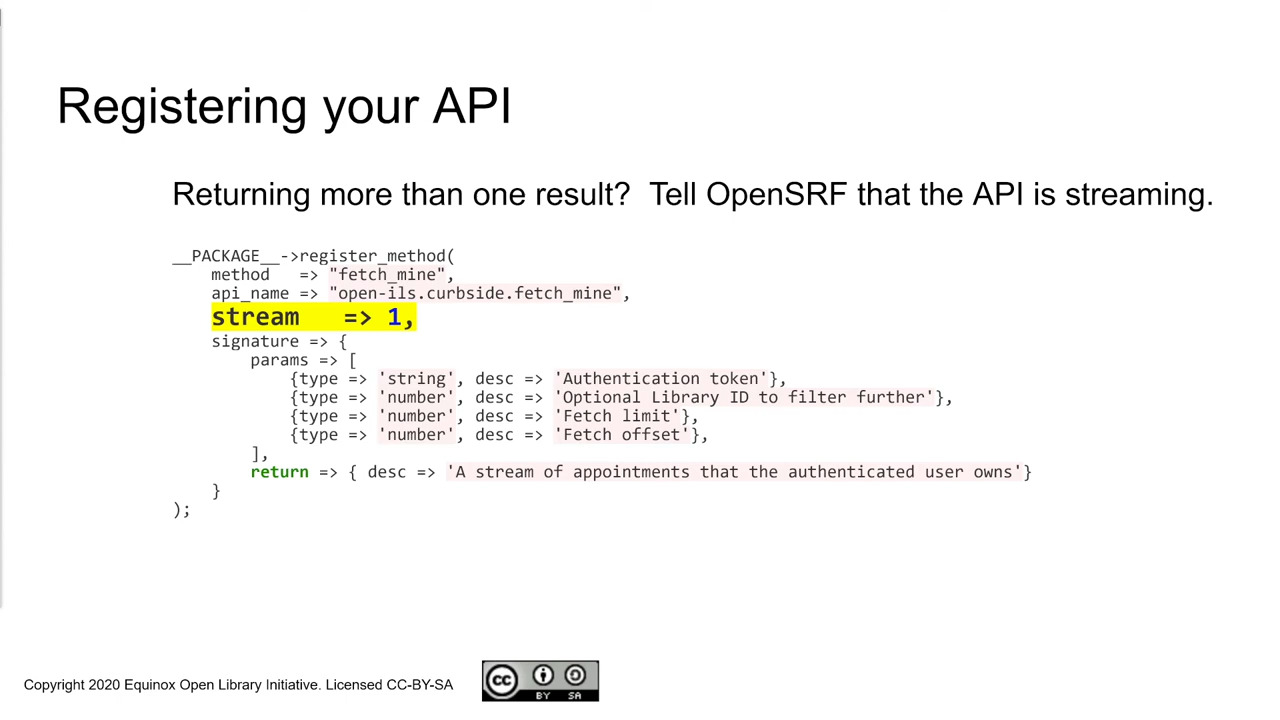 Registering your API
Returning more than one result?  Tell OpenSRF that the API is streaming.
__PACKAGE__->register_method(
    method   => "fetch_mine",
    api_name => "open-ils.curbside.fetch_mine",
    stream   => 1,
    signature => {
        params => [
            {type => 'string', desc => 'Authentication token'},
            {type => 'number', desc => 'Optional Library ID to filter further'},
            {type => 'number', desc => 'Fetch limit'},
            {type => 'number', desc => 'Fetch offset'},
        ],
        return => { desc => 'A stream of appointments that the authenticated user owns'}
    }
);
Copyright 2020 Equinox Open Library Initiative. Licensed CC-BY-SA
cc
BY SA